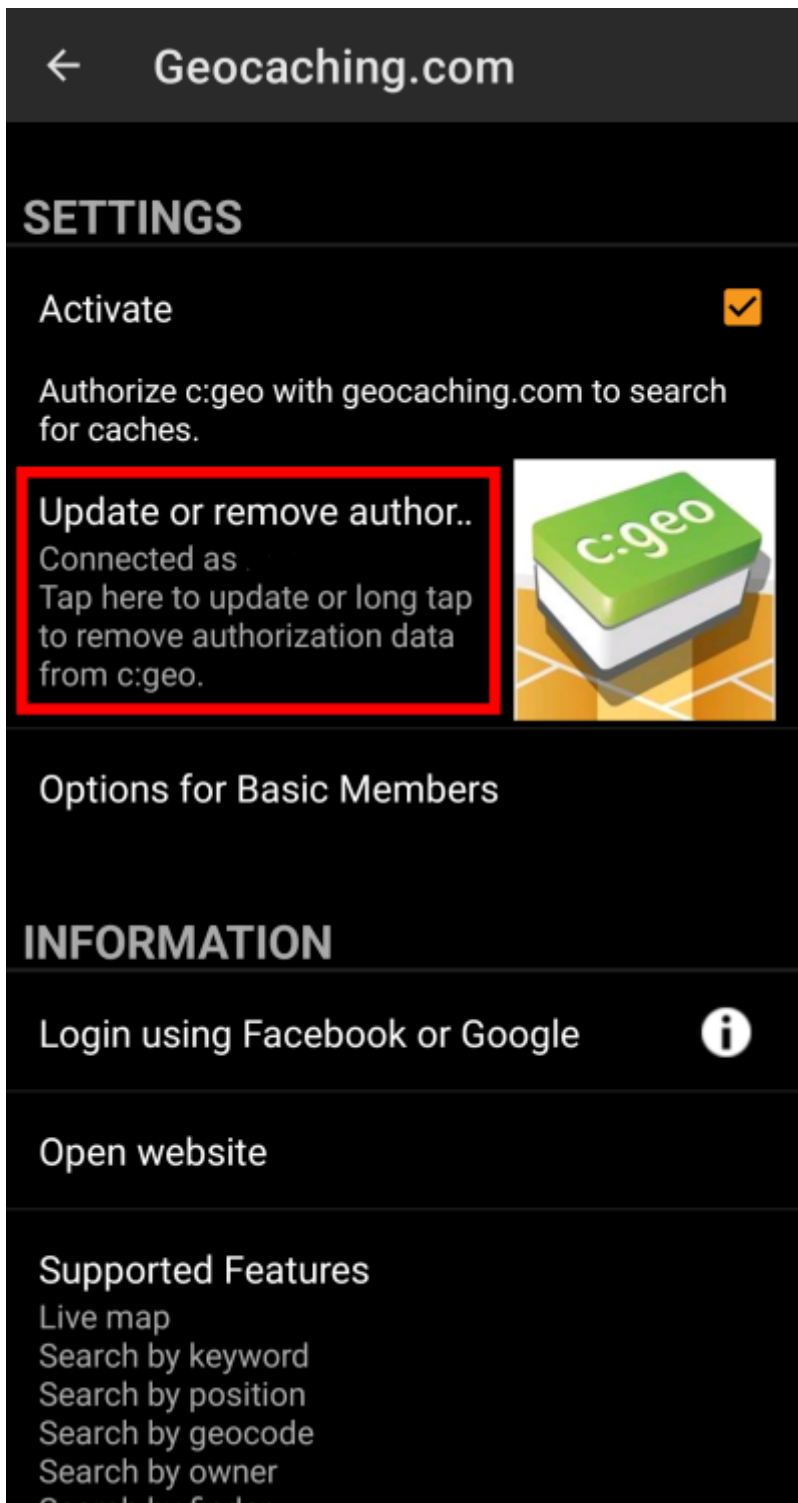 Geocaching.com
SETTINGS
Activate
Authorize c:geo with geocaching.com to search
for caches.
Update or remove author..
Connected as
Tap here to update or long tap
to remove authorization data
from c:geo.
c:geo
Options for Basic Members
INFORMATION
Login using Facebook or Google
Open website
Supported Features
Live map
Search by keyword
Search by position
Search by geocode
Search by owner